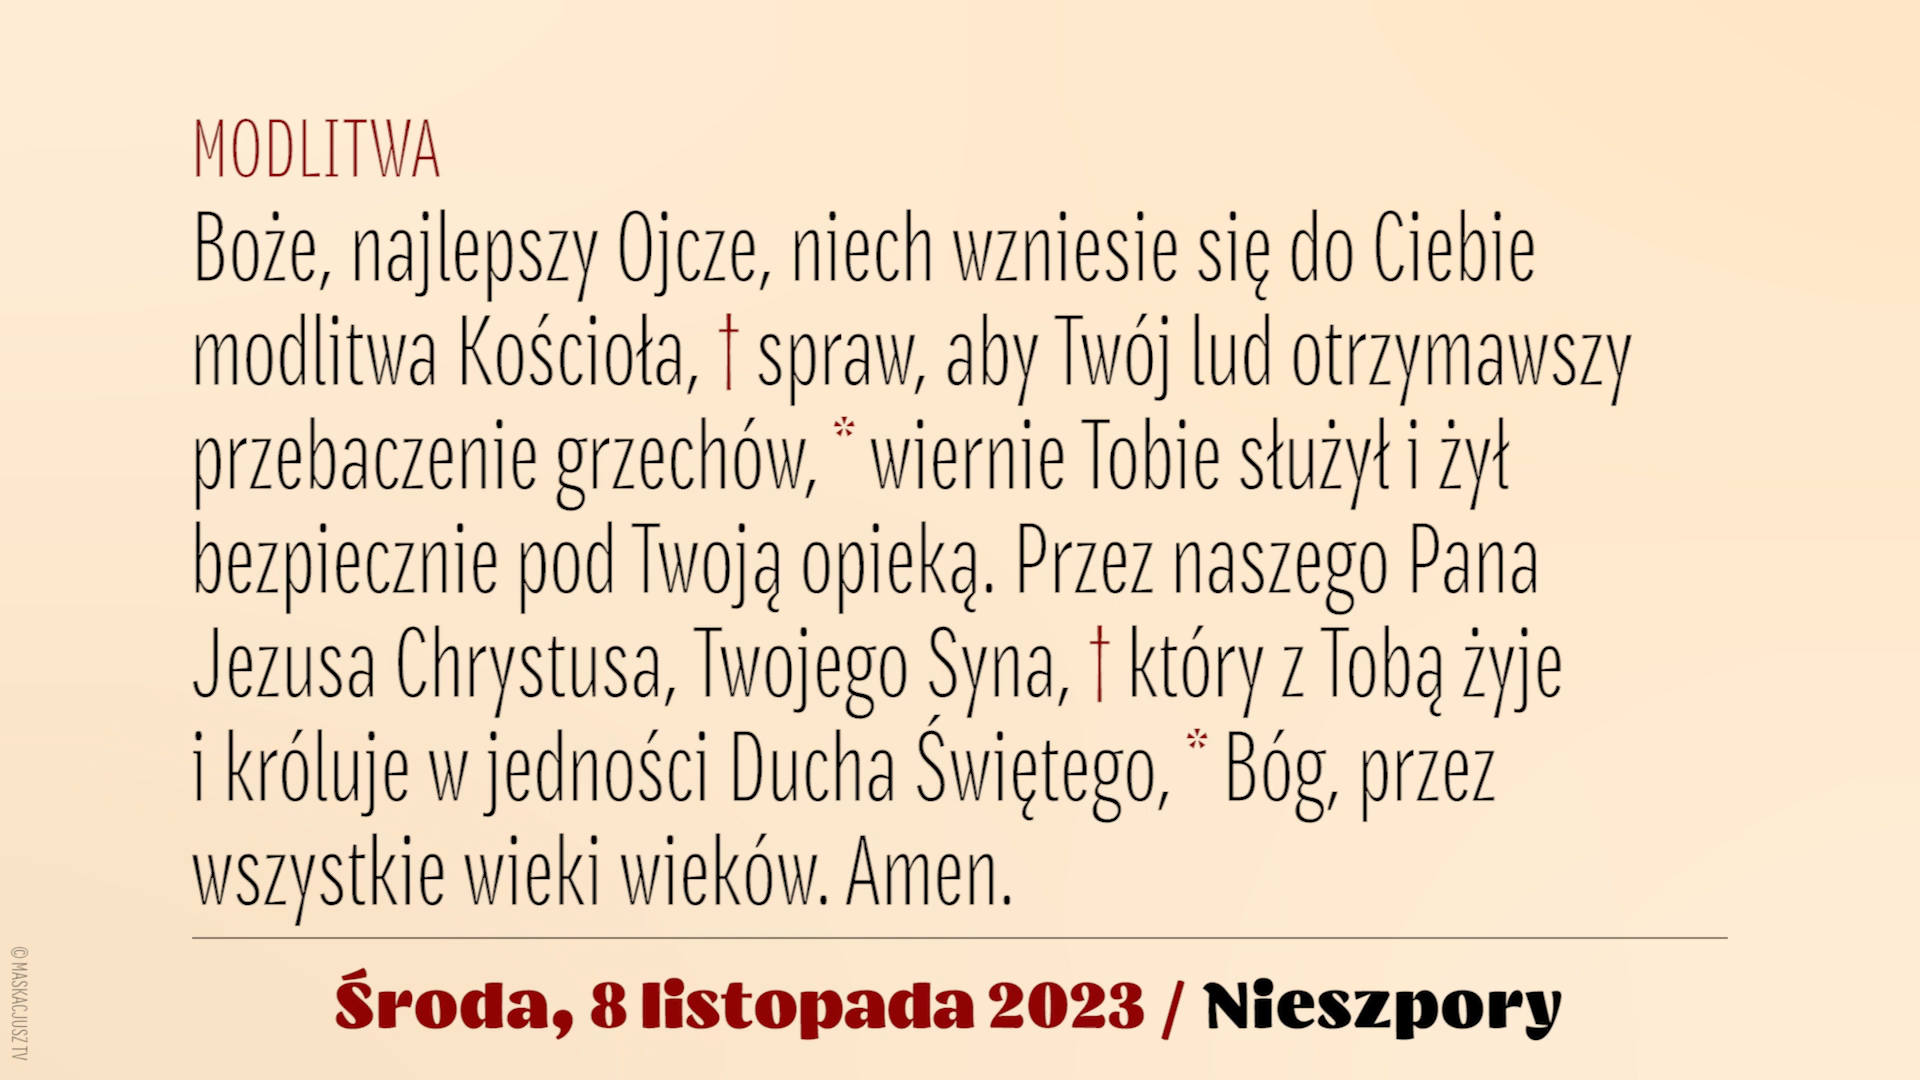 MODLITWA
Boże, najlepszy Ojcze, niech wzniesie się do Ciebie
modlitwa Kościoła, † spraw, aby Twój lud otrzymawszy
przebaczenie grzechów, * wiernie Tobie służył i żył
bezpiecznie pod Twoją opieką. Przez naszego Pana
Jezusa Chrystusa, Twojego Syna, † który z Tobą żyje
i króluje w jedności Ducha Świętego, * Bóg, przez
wszystkie wieki wieków. Amen.
Środa, 8 listopada 2023 / Nieszpory
© MASKACJUSZ TV